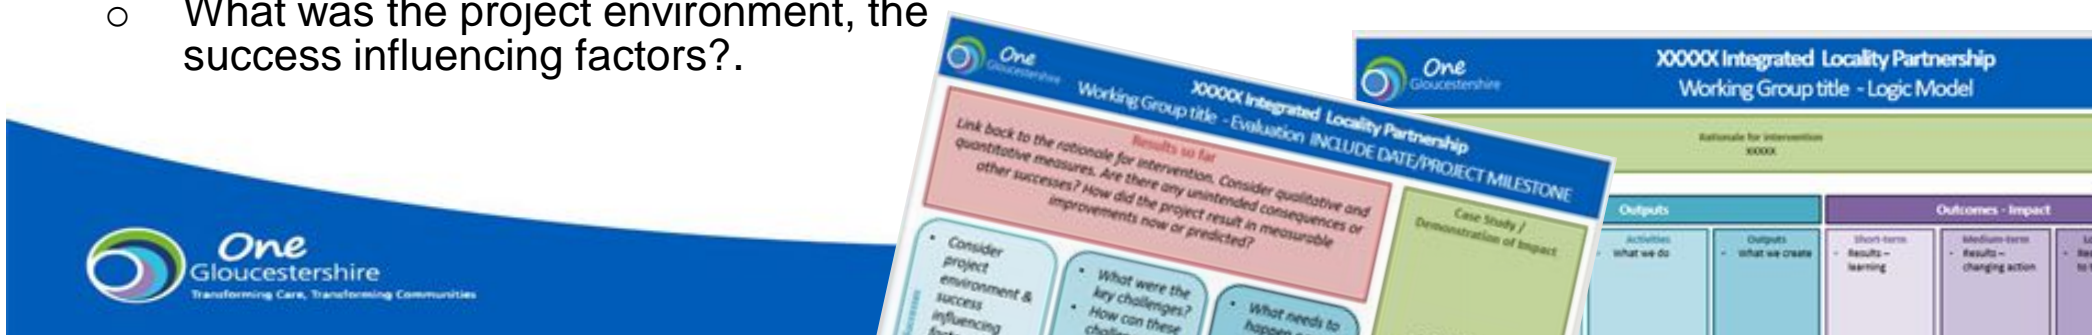 o What was the project environment, the
success influencing factors?.
One
Gloucestershire
Transforming Care, Transforming Communities
One
Gloucestershire
XXXXX Integrated Locality Partnership
Working Group title - Evaluation INCLUDE DATE/PROJECT MILESTONE
Results so far
Link back to the rationale for intervention. Consider qualitative and
quantitative measures. Are there any unintended consequences or
other successes? How did the project result in measurable
improvements now or predicted?
Case Study /
Demonstration of Impact
• Consider
project
environment &
success
influencing
• What were the
key challenges?
• How can these
• What needs to
happen
One
Gloucestershire
XXXXX Integrated Locality Partnership
Working Group title - Logic Model
Rationale for intervention
XXXXX
Outputs
Outcomes - Impact
Activities
what we do
Outputs
- what we create
Short-term
- Results –
learning
Medium-term
- Results –
changing action